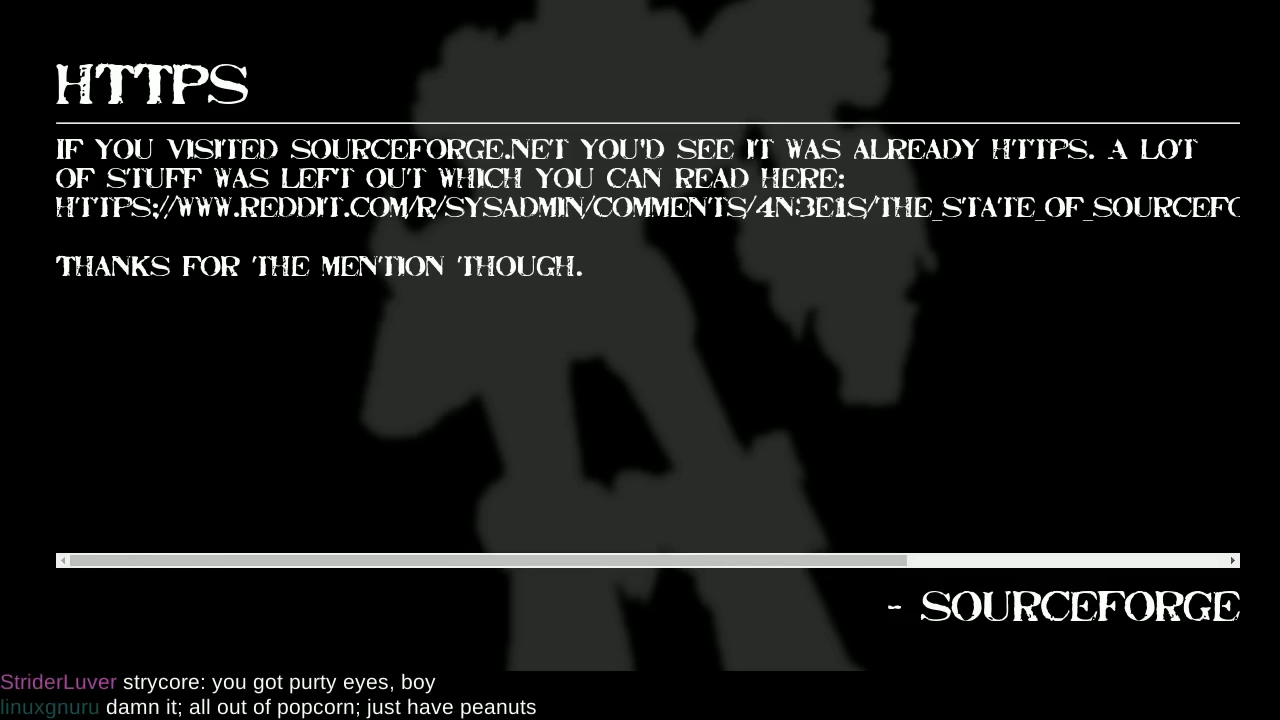 HTTPS
IF YOU VISITED SOURCEFORGE.NET YOU'D SEE IT WAS ALREADY HTTPS. A LOT
OF STUFF WAS LEFT OUT WHICH YOU CAN READ HERE:
HTTPS://WWW.REDDIT.COM/R/SYSADMIN/COMMENTS/4N3E1S/THE_STATE_OF_SOURCEFO
THANKS FOR THE MENTION THOUGH.
- SOURCEFORGE
StriderLuver strycore: you got purty eyes, boy
linuxgnuru damn it; all out of popcorn; just have peanuts